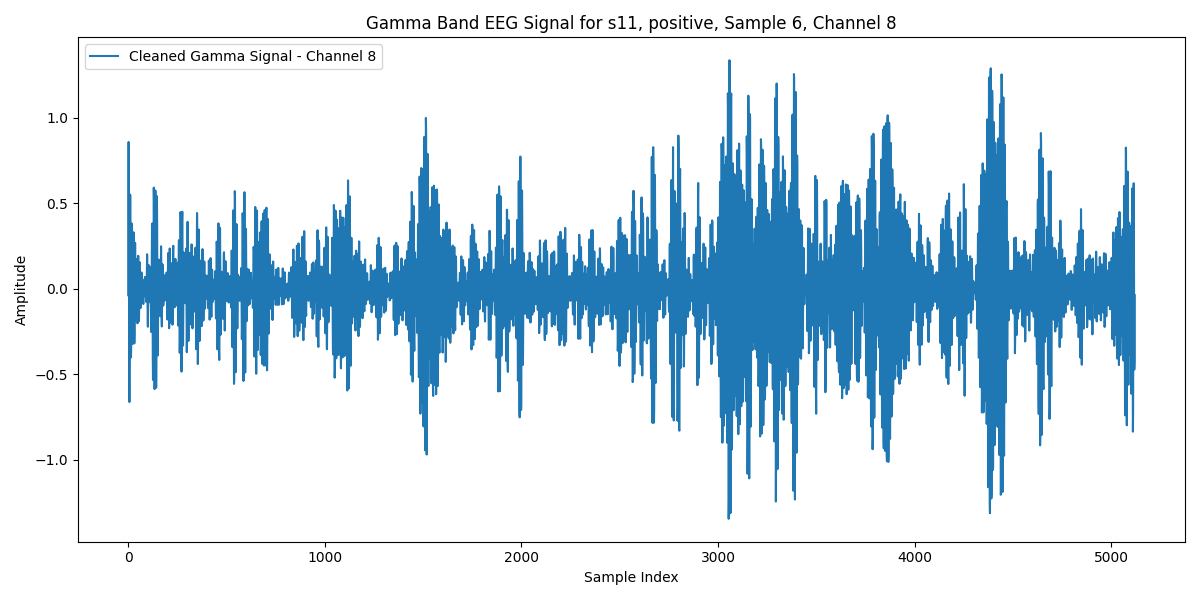 Gamma Band EEG Signal for s11, positive, Sample 6, Channel 8
Cleaned Gamma Signal - Channel 8
1.0
0.5
0.0
−0.5
−1.0
Amplitude
0 1000 2000 3000 4000 5000
Sample Index